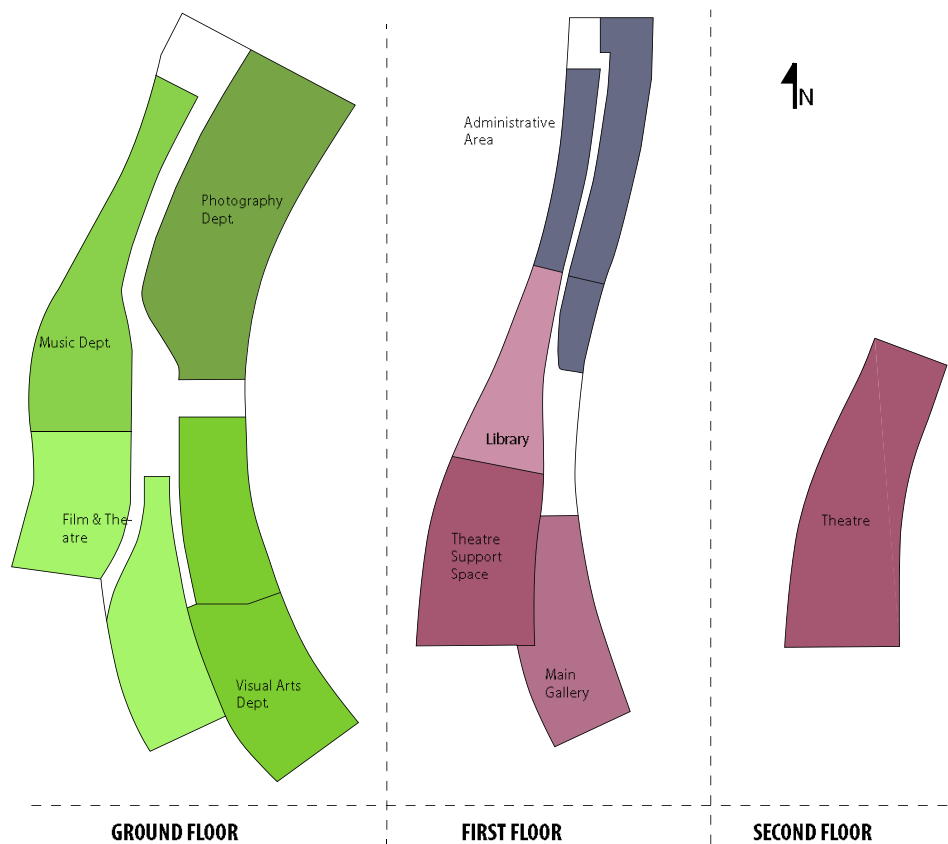 Photography
Dept.
Music Dept.
Film & The-
atre
Visual Arts
Dept.
GROUND FLOOR
Administrative
Area
Library
Theatre
Support
Space
Main
Gallery
FIRST FLOOR
N
Theatre
SECOND FLOOR